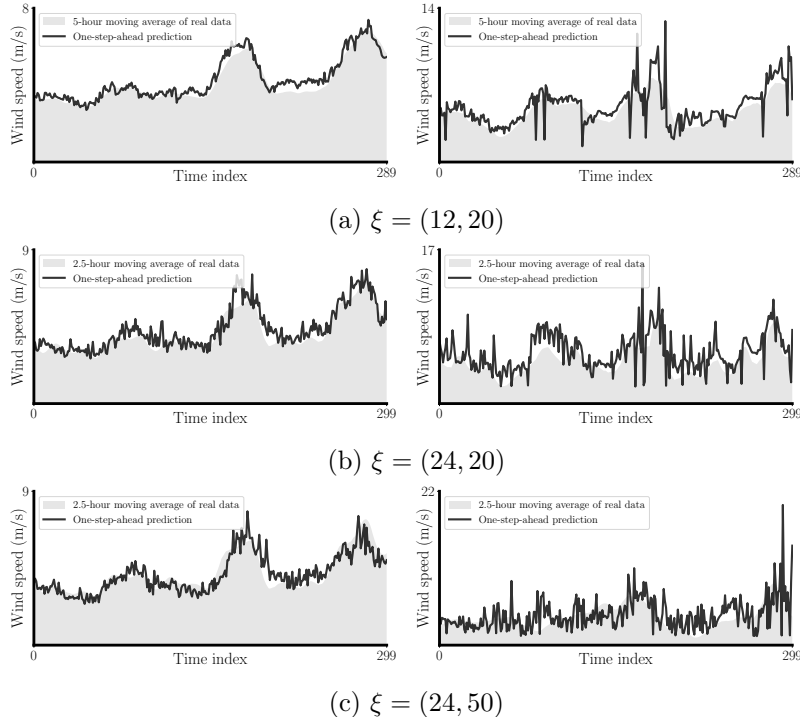 8
Wind speed (m/s)
5-hour moving average of real data
One-step-ahead prediction
0
Time index
289
14
Wind speed (m/s)
5-hour moving average of real data
One-step-ahead prediction
0
Time index
289
(a) ξ = (12, 20)
9
Wind speed (m/s)
2.5-hour moving average of real data
One-step-ahead prediction
0
Time index
299
17
Wind speed (m/s)
2.5-hour moving average of real data
One-step-ahead prediction
0
Time index
299
(b) ξ = (24, 20)
9
Wind speed (m/s)
2.5-hour moving average of real data
One-step-ahead prediction
0
Time index
299
22
Wind speed (m/s)
2.5-hour moving average of real data
One-step-ahead prediction
0
Time index
299
(c) ξ = (24, 50)